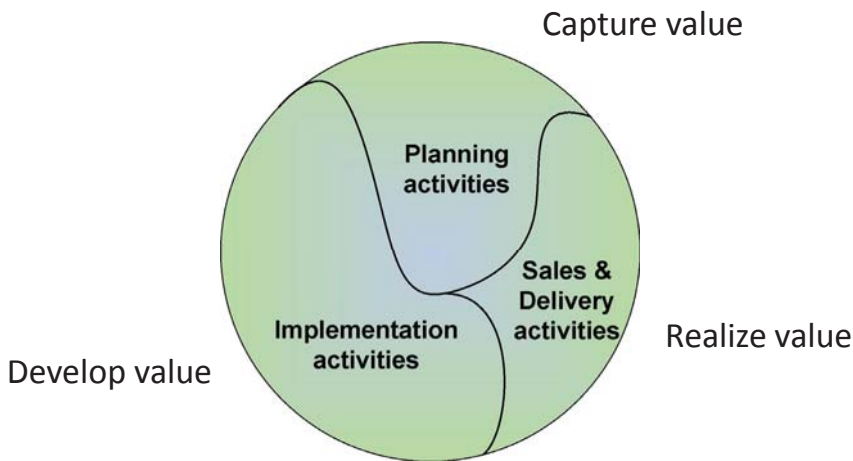 Capture value
Planning
activities
Sales &
Delivery
activities
Implementation
activities
Realize value
Develop value